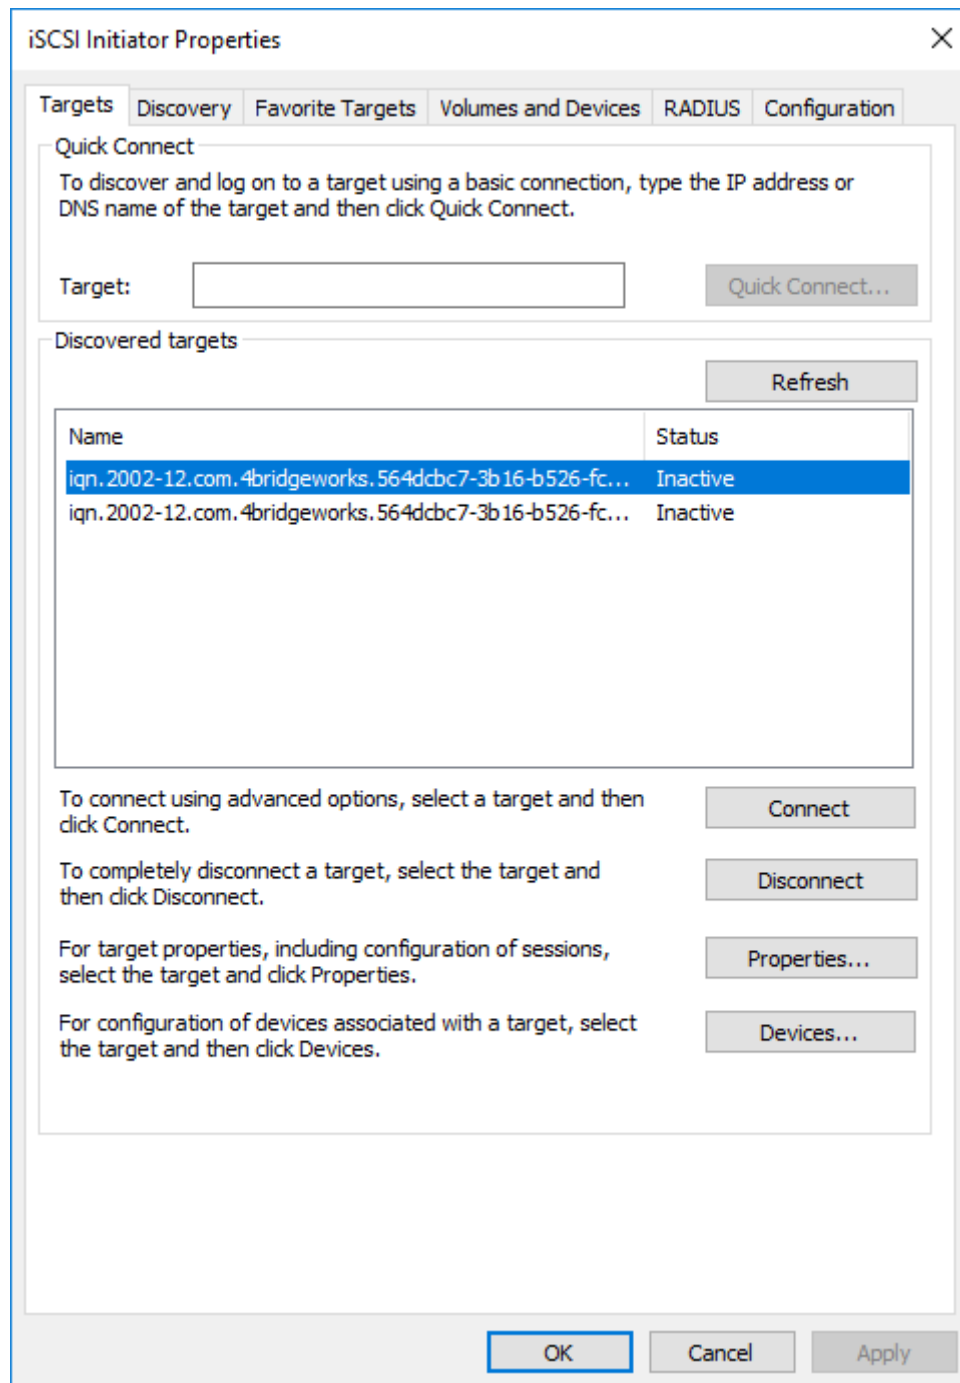 iSCSI Initiator Properties
Targets Discovery Favorite Targets Volumes and Devices RADIUS Configuration
Quick Connect
To discover and log on to a target using a basic connection, type the IP address or
DNS name of the target and then click Quick Connect.
Target: Quick Connect...
Discovered targets
Refresh
Name Status
iqn.2002-12.com.4bridgeworks.564dcbc7-3b16-b526-fc... Inactive
iqn.2002-12.com.4bridgeworks.564dcbc7-3b16-b526-fc... Inactive
To connect using advanced options, select a target and then
click Connect.
Connect
To completely disconnect a target, select the target and
then click Disconnect.
Disconnect
For target properties, including configuration of sessions,
select the target and click Properties.
Properties...
For configuration of devices associated with a target, select
the target and then click Devices.
Devices...
OK Cancel Apply